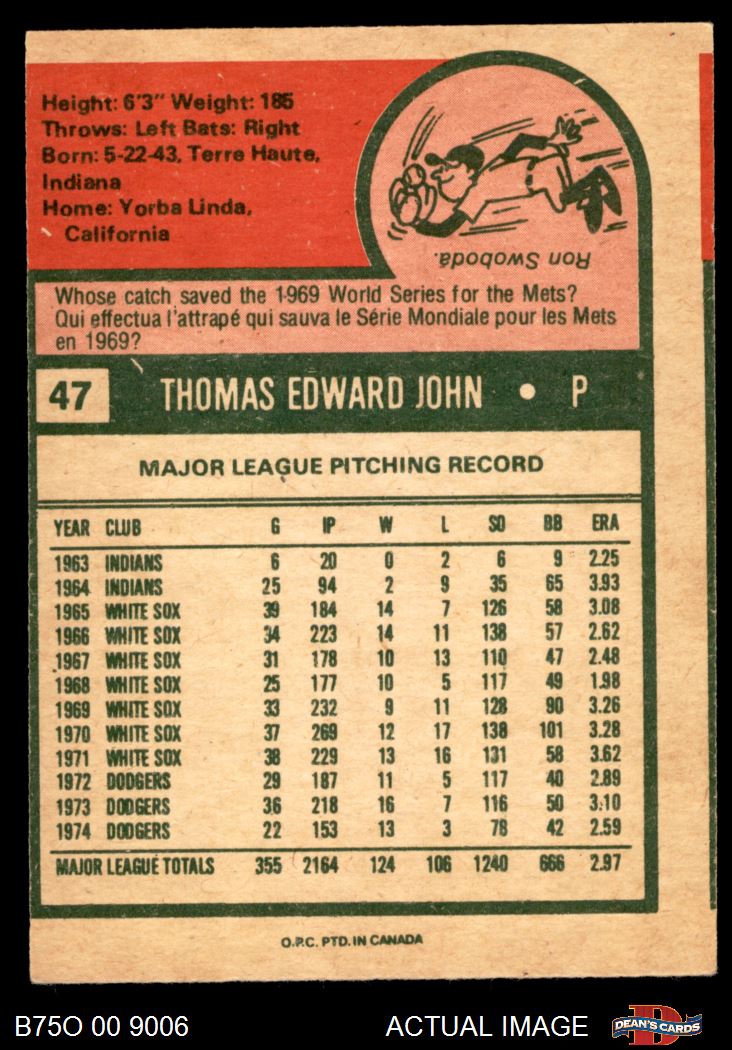 Height: 6'3" Weight: 185
Throws: Left Bats: Right
Born: 5-22-43, Terre Haute,
Indiana
Home: Yorba Linda,
California
Ron Swoboda.
Whose catch saved the 1969 World Series for the Mets?
Qui effectua l'attrapé qui sauva le Série Mondiale pour les Mets
en 1969?
47 THOMAS EDWARD JOHN • P
MAJOR LEAGUE PITCHING RECORD
YEAR CLUB G IP W L SO BB ERA
1963 INDIANS 6 20 0 2 6 9 2.25
1964 INDIANS 25 94 2 9 35 65 3.93
1965 WHITE SOX 39 184 14 7 126 58 3.08
1966 WHITE SOX 34 223 14 11 138 57 2.62
1967 WHITE SOX 31 178 10 13 110 47 2.48
1968 WHITE SOX 25 177 10 5 117 49 1.98
1969 WHITE SOX 33 232 9 11 128 90 3.26
1970 WHITE SOX 37 269 12 17 138 101 3.28
1971 WHITE SOX 38 229 13 16 131 58 3.62
1972 DODGERS 29 187 11 5 117 40 2.89
1973 DODGERS 36 218 16 7 116 50 3.10
1974 DODGERS 22 153 13 3 78 42 2.59
MAJOR LEAGUE TOTALS 355 2164 124 106 1240 666 2.97
O.P.C. PTD. IN CANADA
B75O 00 9006 ACTUAL IMAGE D DEAN'S CARDS